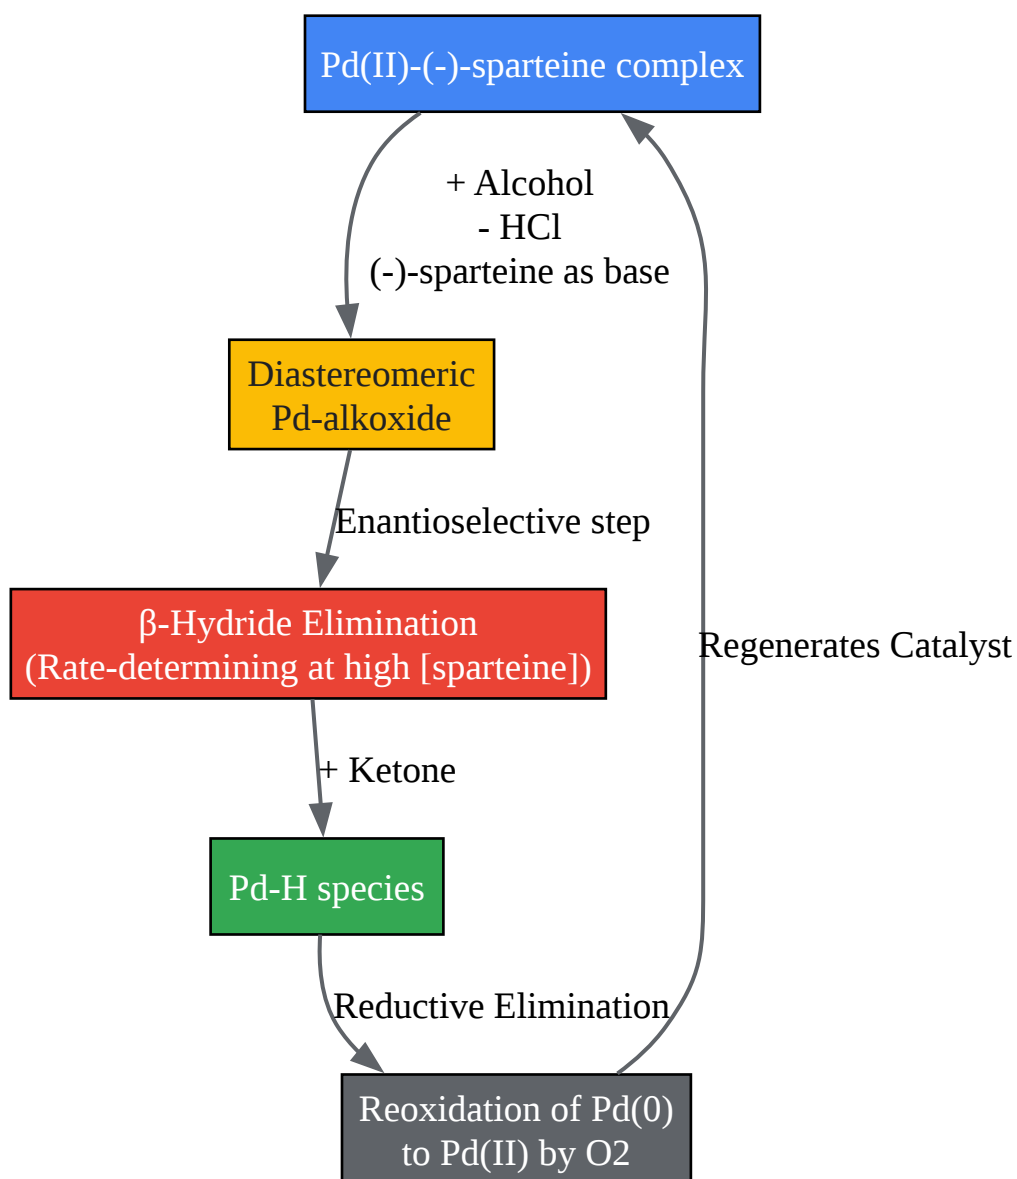 Pd(II)-(-)-sparteine complex
+ Alcohol
- HCl
(-)-sparteine as base
Diastereomeric
Pd-alkoxide
Enantioselective step
β-Hydride Elimination
(Rate-determining at high [sparteine])
Regenerates Catalyst
+ Ketone
Pd-H species
Reductive Elimination
Reoxidation of Pd(0)
to Pd(II) by O2